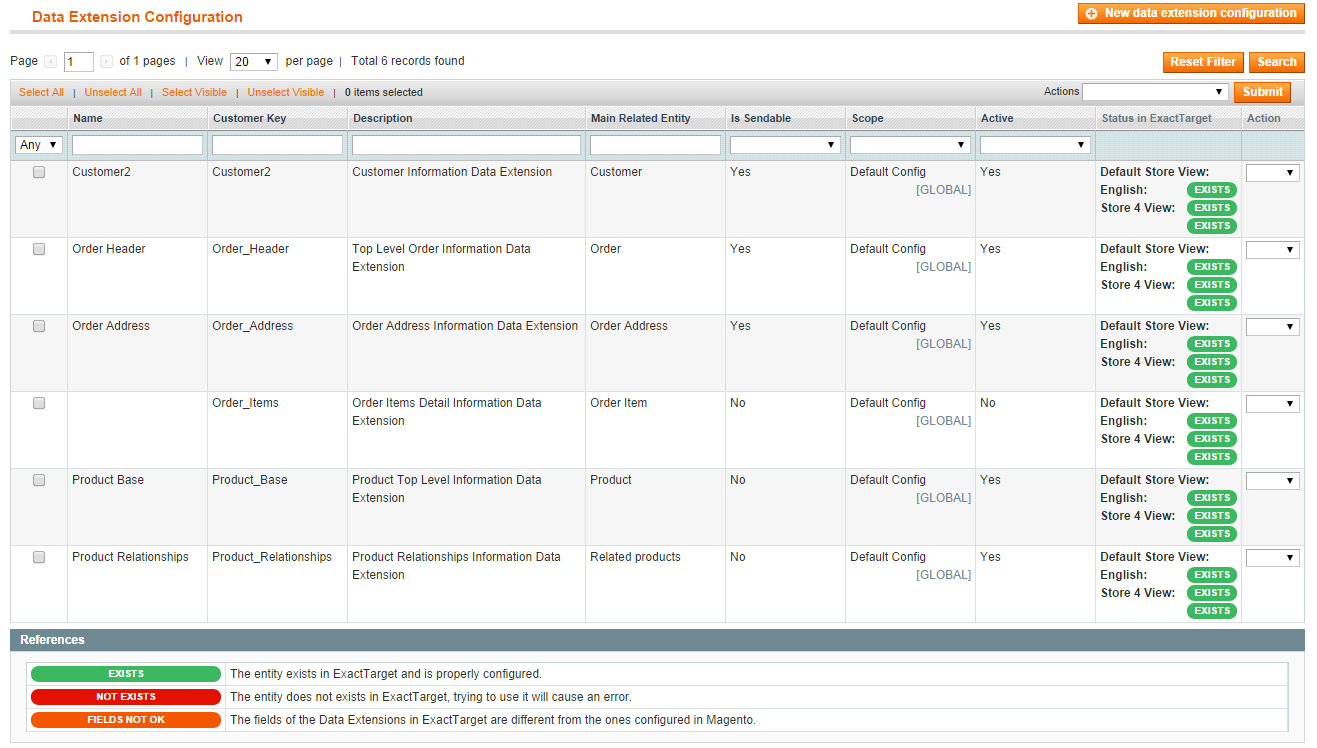 Data Extension Configuration
New data extension configuration
Page 1 of 1 pages | View 20 per page | Total 6 records found
Reset Filter Search
Select All | Unselect All | Select Visible | Unselect Visible | 0 items selected
Actions Submit
Name Customer Key Description Main Related Entity Is Sendable Scope Active Status in ExactTarget Action
Any
Customer2 Customer2 Customer Information Data Extension Customer Yes Default Config Yes Default Store View:
[GLOBAL] English: EXISTS
Store 4 View: EXISTS
EXISTS
Order Header Order_Header Top Level Order Information Data Order Yes Default Config Yes Default Store View:
Extension [GLOBAL] English: EXISTS
Store 4 View: EXISTS
EXISTS
Order Address Order_Address Order Address Information Data Extension Order Address Yes Default Config Yes Default Store View:
[GLOBAL] English: EXISTS
Store 4 View: EXISTS
EXISTS
Order_Items Order Items Detail Information Data Order Item No Default Config No Default Store View:
Extension [GLOBAL] English: EXISTS
Store 4 View: EXISTS
EXISTS
Product Base Product_Base Product Top Level Information Data Product No Default Config Yes Default Store View:
Extension [GLOBAL] English: EXISTS
Store 4 View: EXISTS
EXISTS
Product Relationships Product_Relationships Product Relationships Information Data Related products No Default Config Yes Default Store View:
Extension [GLOBAL] English: EXISTS
Store 4 View: EXISTS
EXISTS
References
EXISTS The entity exists in ExactTarget and is properly configured.
NOT EXISTS The entity does not exists in ExactTarget, trying to use it will cause an error.
FIELDS NOT OK The fields of the Data Extensions in ExactTarget are different from the ones configured in Magento.